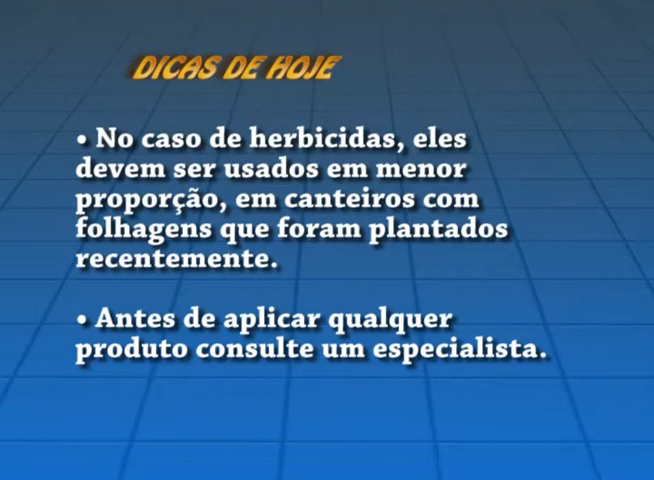 DICAS DE HOJE
• No caso de herbicidas, eles
devem ser usados em menor
proporção, em canteiros com
folhagens que foram plantados
recentemente.
• Antes de aplicar qualquer
produto consulte um especialista.